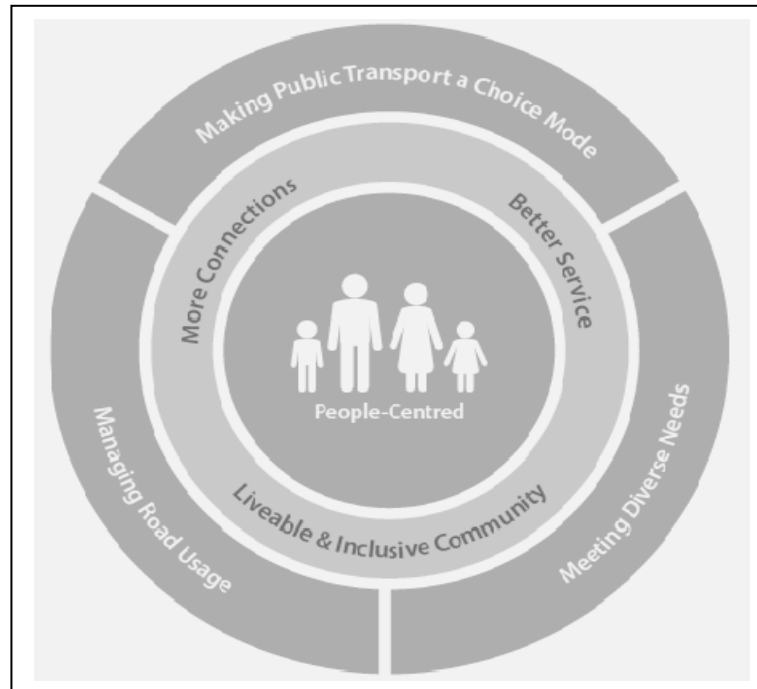 Making Public Transport a Choice Mode
More Connections
Better Service
People-Centred
Liveable & Inclusive Community
Managing Road Usage
Meeting Diverse Needs